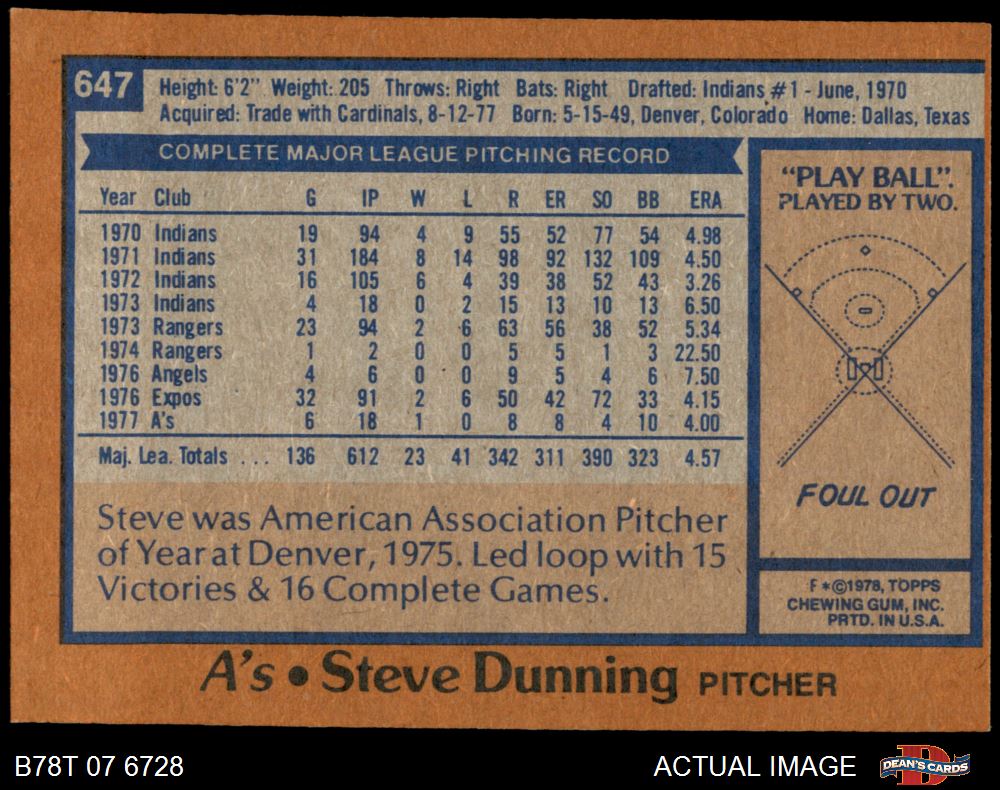 647
Height: 6'2" Weight: 205 Throws: Right Bats: Right Drafted: Indians #1 - June, 1970
Acquired: Trade with Cardinals, 8-12-77 Born: 5-15-49, Denver, Colorado Home: Dallas, Texas
COMPLETE MAJOR LEAGUE PITCHING RECORD
Year Club G IP W L R ER SO BB ERA
1970 Indians 19 94 4 9 55 52 77 54 4.98
1971 Indians 31 184 8 14 98 92 132 109 4.50
1972 Indians 16 105 6 4 39 38 52 43 3.26
1973 Indians 4 18 0 2 15 13 10 13 6.50
1973 Rangers 23 94 2 6 63 56 38 52 5.34
1974 Rangers 1 2 0 0 5 5 1 3 22.50
1976 Angels 4 6 0 0 9 5 4 6 7.50
1976 Expos 32 91 2 6 50 42 72 33 4.15
1977 A's 6 18 1 0 8 8 4 10 4.00
Maj. Lea. Totals ... 136 612 23 41 342 311 390 323 4.57
Steve was American Association Pitcher
of Year at Denver, 1975. Led loop with 15
Victories & 16 Complete Games.
"PLAY BALL".
PLAYED BY TWO.
FOUL OUT
F *©1978, TOPPS
CHEWING GUM, INC.
PRTD. IN U.S.A.
A's • Steve Dunning PITCHER
B78T 07 6728
ACTUAL IMAGE
DEAN'S CARDS